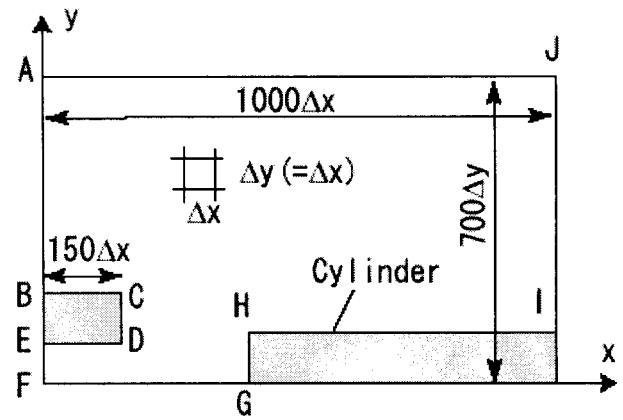 y
A
J
1000Δx
Δy(=Δx)
Δx
700Δy
150Δx
Cylinder
B
C
H
I
E
D
x
F
G